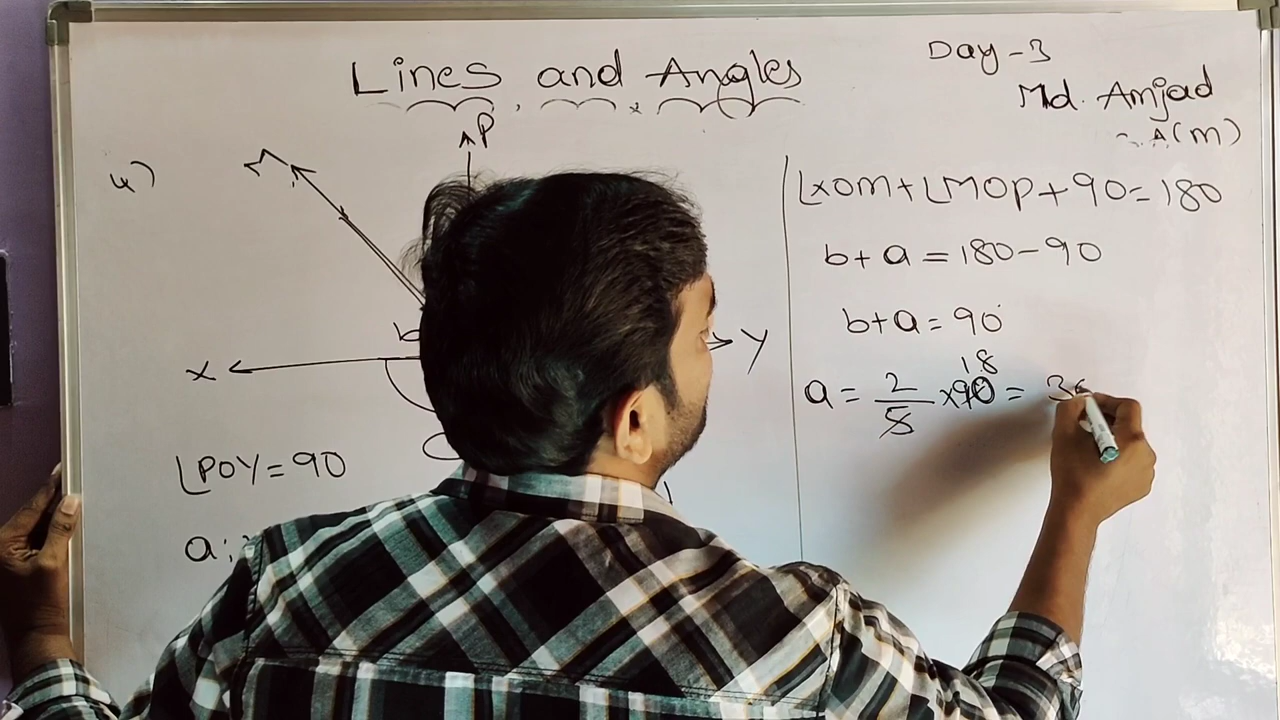 Lines and Angles
Day-3
Md. Amjad
S.A(m)
4)
P
M
b
X
Y
∠POY=90
a:
∠XOM+∠MOP+90=180
b+a=180-90
b+a=90
18
a=2/5×90=36